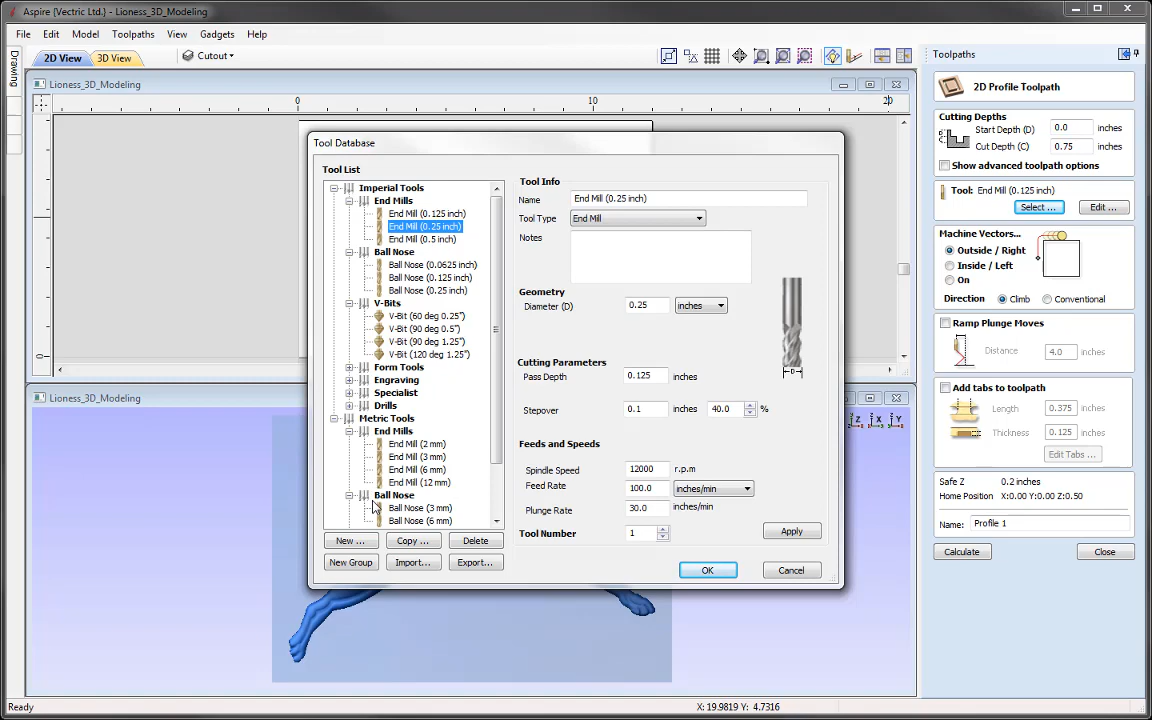 Aspire {Vectric Ltd.} - Lioness_3D_Modeling
File Edit Model Toolpaths View Gadgets Help
Drawing
2D View
3D View
Cutout
Lioness_3D_Modeling
0 10 20
0
Tool Database
Tool List
Imperial Tools
End Mills
End Mill (0.125 inch)
End Mill (0.25 inch)
End Mill (0.5 inch)
Ball Nose
Ball Nose (0.0625 inch)
Ball Nose (0.125 inch)
Ball Nose (0.25 inch)
V-Bits
V-Bit (60 deg 0.25")
V-Bit (90 deg 0.5")
V-Bit (90 deg 1.25")
V-Bit (120 deg 1.25")
Form Tools
Engraving
Specialist
Drills
Metric Tools
End Mills
End Mill (2 mm)
End Mill (3 mm)
End Mill (6 mm)
End Mill (12 mm)
Ball Nose
Ball Nose (3 mm)
Ball Nose (6 mm)
New ...
Copy ...
Delete
New Group
Import...
Export...
Tool Info
Name End Mill (0.25 inch)
Tool Type End Mill
Notes
Geometry
Diameter (D) 0.25 inches
D
Cutting Parameters
Pass Depth 0.125 inches
Stepover 0.1 inches 40.0 %
Feeds and Speeds
Spindle Speed 12000 r.p.m
Feed Rate 100.0 inches/min
Plunge Rate 30.0 inches/min
Tool Number 1
Apply
OK
Cancel
Lioness_3D_Modeling
Z X Y
Toolpaths
2D Profile Toolpath
Cutting Depths
Start Depth (D) 0.0 inches
Cut Depth (C) 0.75 inches
Show advanced toolpath options
Tool: End Mill (0.125 inch)
Select ...
Edit ...
Machine Vectors...
Outside / Right
Inside / Left
On
Direction Climb Conventional
Ramp Plunge Moves
Distance 4.0 inches
Add tabs to toolpath
Length 0.375 inches
Thickness 0.125 inches
Edit Tabs ...
Safe Z 0.2 inches
Home Position X:0.00 Y:0.00 Z:0.50
Name: Profile 1
Calculate
Close
Ready
X: 19.9819 Y: 4.7316